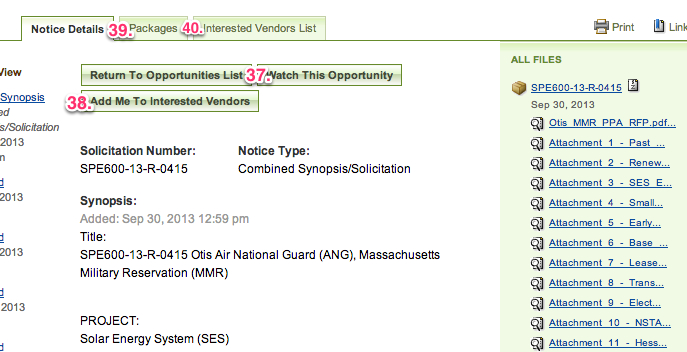 Notice Details
39.
Packages
40.
Interested Vendors List
Print
Link
View
Synopsis
/Solicitation
2013
2013
2013
2013
Return To Opportunities List
37.
Watch This Opportunity
38.
Add Me To Interested Vendors
Solicitation Number:
SPE600-13-R-0415
Notice Type:
Combined Synopsis/Solicitation
Synopsis:
Added: Sep 30, 2013 12:59 pm
Title:
SPE600-13-R-0415 Otis Air National Guard (ANG), Massachusetts
Military Reservation (MMR)
PROJECT:
Solar Energy System (SES)
ALL FILES
SPE600-13-R-0415
Sep 30, 2013
Otis_MMR_PPA_RFP.pdf...
Attachment_1_-_Past_...
Attachment_2_-_Renew...
Attachment_3_-_SES_E...
Attachment_4_-_Small...
Attachment_5_-_Early...
Attachment_6_-_Base_...
Attachment_7_-_Lease...
Attachment_8_-_Trans...
Attachment_9_-_Elect...
Attachment_10_-_NSTA...
Attachment_11_-_Hess...